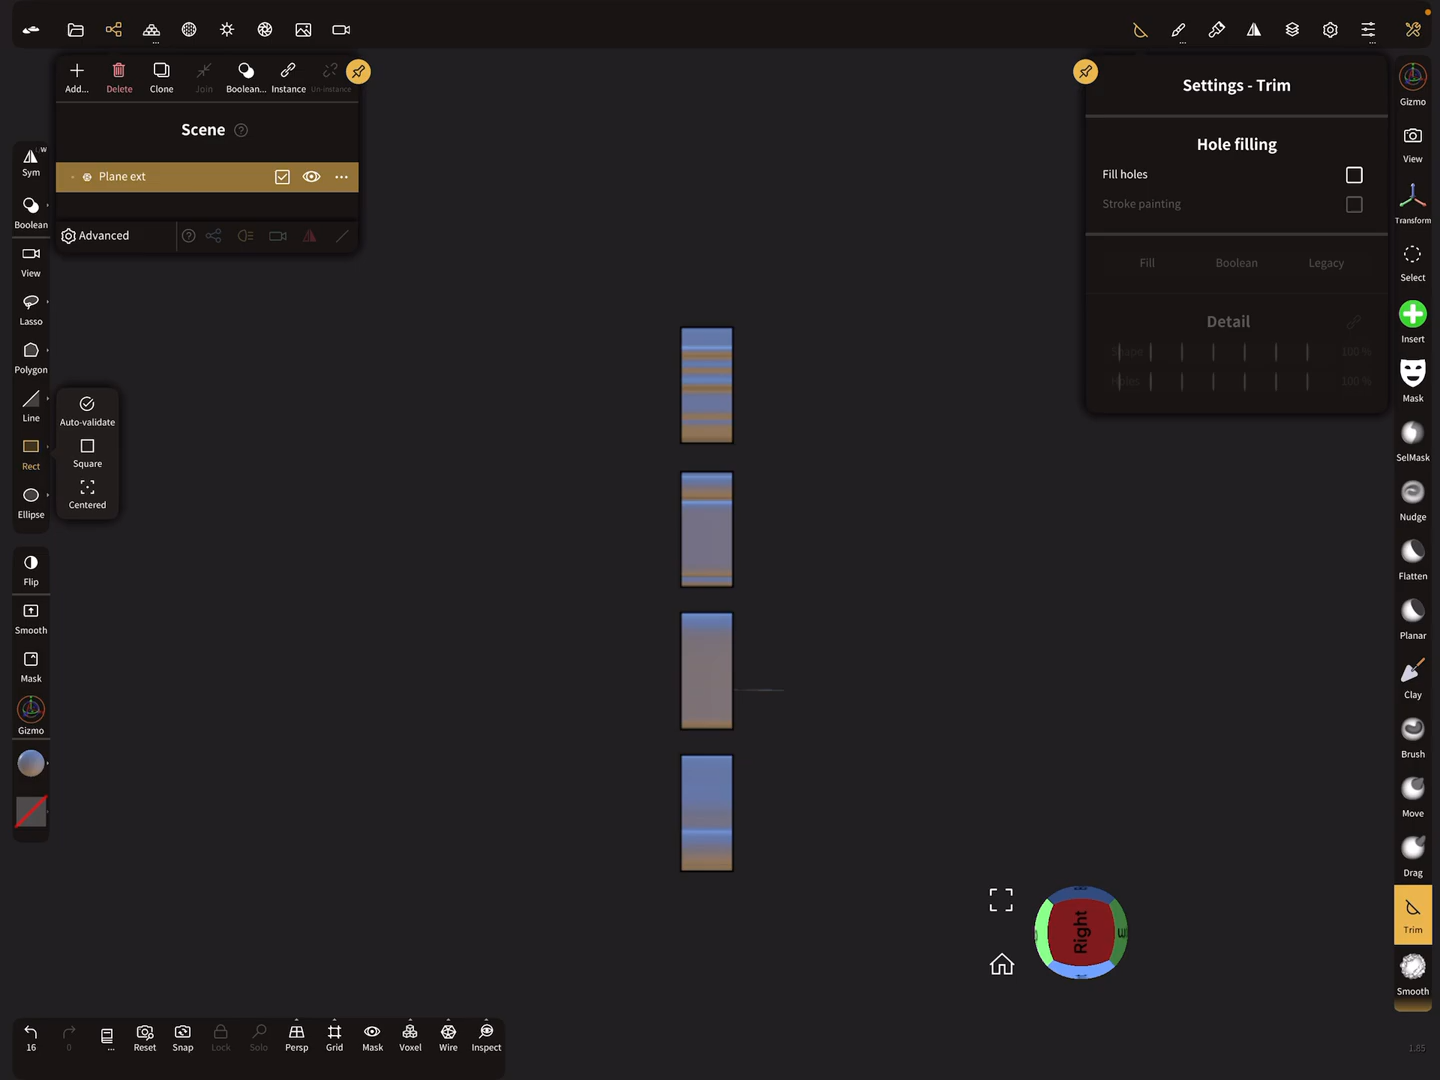 Add...
Delete
Clone
Join
Boolean...
Instance
Un-instance
Scene
Plane ext
Advanced
Settings - Trim
Hole filling
Fill holes
Stroke painting
Fill
Boolean
Legacy
Detail
Shape
100 %
Holes
100 %
W
Sym
Boolean
View
Lasso
Polygon
Line
Rect
Ellipse
Auto-validate
Square
Centered
Flip
Smooth
Mask
Gizmo
Gizmo
View
Transform
Select
Insert
Mask
SelMask
Nudge
Flatten
Planar
Clay
Brush
Move
Drag
Trim
Smooth
Right
16
0
...
Reset
Snap
Lock
Solo
Persp
Grid
Mask
Voxel
Wire
Inspect
1.85